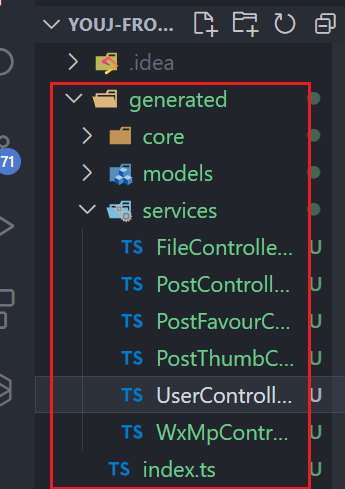 YOUJ-FRO...
.idea
generated
core
71
models
services
TS FileControlle... U
TS PostControll... U
TS PostFavourC... U
TS PostThumbC... U
TS UserControll... U
TS WxMpContr... U
TS index.ts U